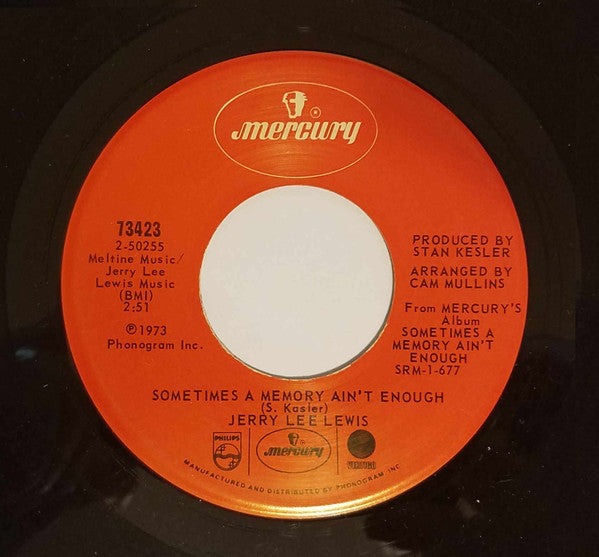 mercury
®
73423
2-50255
Meltine Music/
Jerry Lee
Lewis Music
(BMI)
2:51
℗1973
Phonogram Inc.
PRODUCED BY
STAN KESLER
ARRANGED BY
CAM MULLINS
From MERCURY'S
Album
SOMETIMES A
MEMORY AIN'T
ENOUGH
SRM-1-677
SOMETIMES A MEMORY AIN'T ENOUGH
(S. Kasler)
JERRY LEE LEWIS
PHILIPS
mercury
MANUFACTURED AND DISTRIBUTED BY PHONOGRAM, INC.